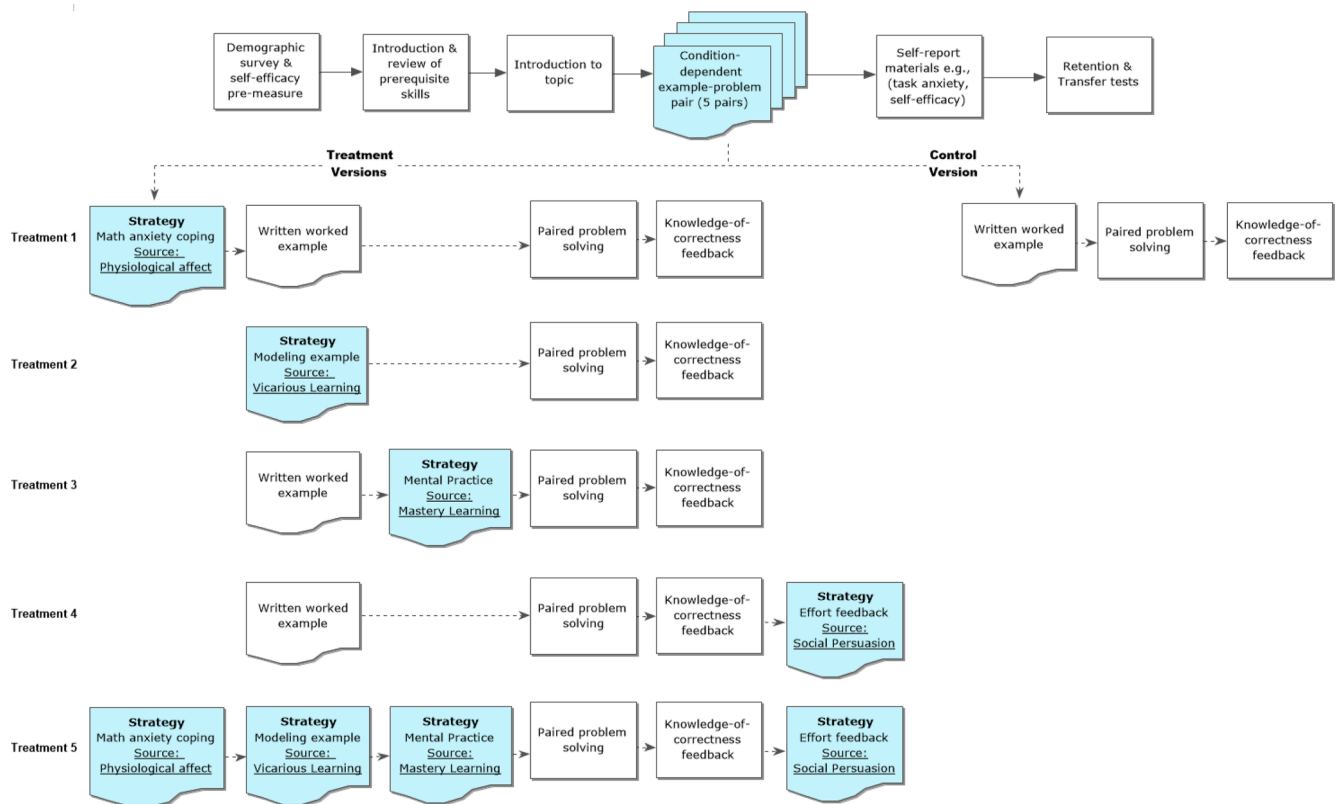 Demographic
survey &
self-efficacy
pre-measure
Introduction &
review of
prerequisite
skills
Introduction to
topic
Condition-
dependent
example-problem
pair (5 pairs)
Self-report
materials e.g.,
(task anxiety,
self-efficacy)
Retention &
Transfer tests
Treatment
Versions
Control
Version
Treatment 1
Strategy
Math anxiety coping
Source:
Physiological affect
Written worked
example
Paired problem
solving
Knowledge-of-
correctness
feedback
Written worked
example
Paired problem
solving
Knowledge-of-
correctness
feedback
Treatment 2
Strategy
Modeling example
Source:
Vicarious Learning
Paired problem
solving
Knowledge-of-
correctness
feedback
Treatment 3
Written worked
example
Strategy
Mental Practice
Source:
Mastery Learning
Paired problem
solving
Knowledge-of-
correctness
feedback
Treatment 4
Written worked
example
Paired problem
solving
Knowledge-of-
correctness
feedback
Strategy
Effort feedback
Source:
Social Persuasion
Treatment 5
Strategy
Math anxiety coping
Source:
Physiological affect
Strategy
Modeling example
Source:
Vicarious Learning
Strategy
Mental Practice
Source:
Mastery Learning
Paired problem
solving
Knowledge-of-
correctness
feedback
Strategy
Effort feedback
Source:
Social Persuasion